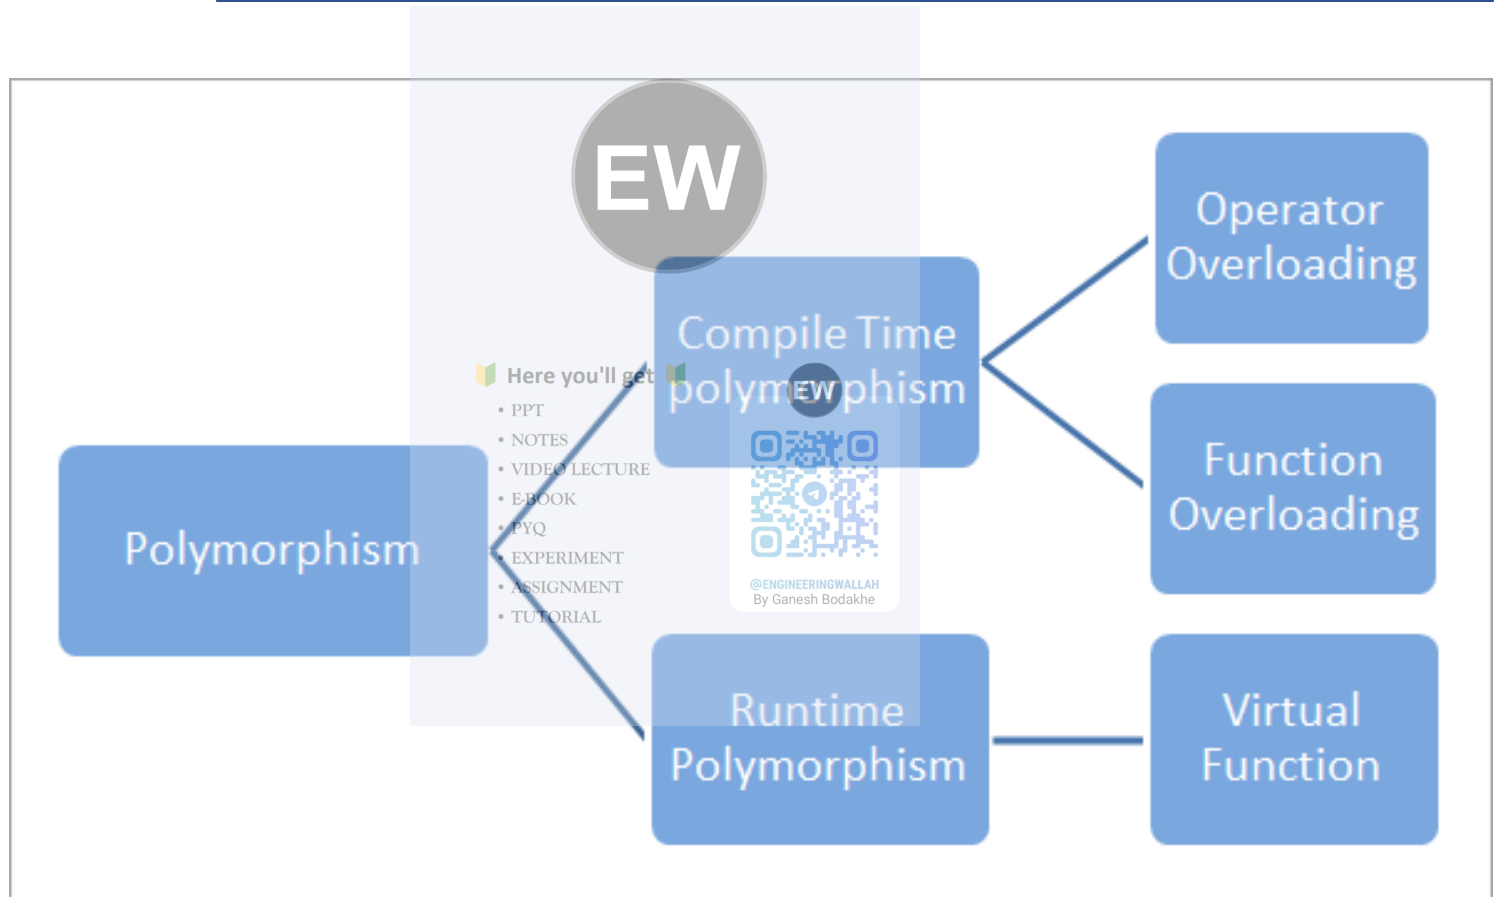 EW
Operator
Overloading
Compile Time
polymorphism
Here you'll get
EW
• PPT
• NOTES
• VIDEO LECTURE
• E-BOOK
• PYQ
• EXPERIMENT
• ASSIGNMENT
• TUTORIAL
Function
Overloading
Polymorphism
@ENGINEERINGWALLAH
By Ganesh Bodakhe
Runtime
Polymorphism
Virtual
Function